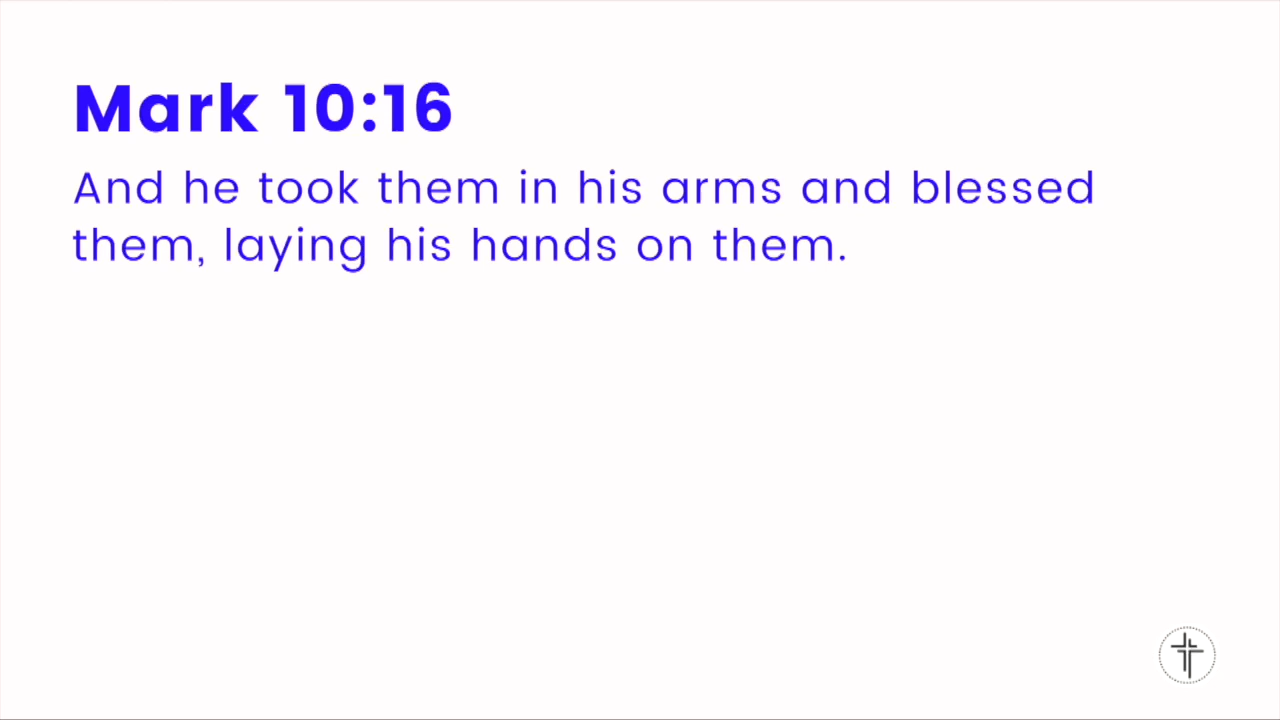 Mark 10:16
And he took them in his arms and blessed
them, laying his hands on them.